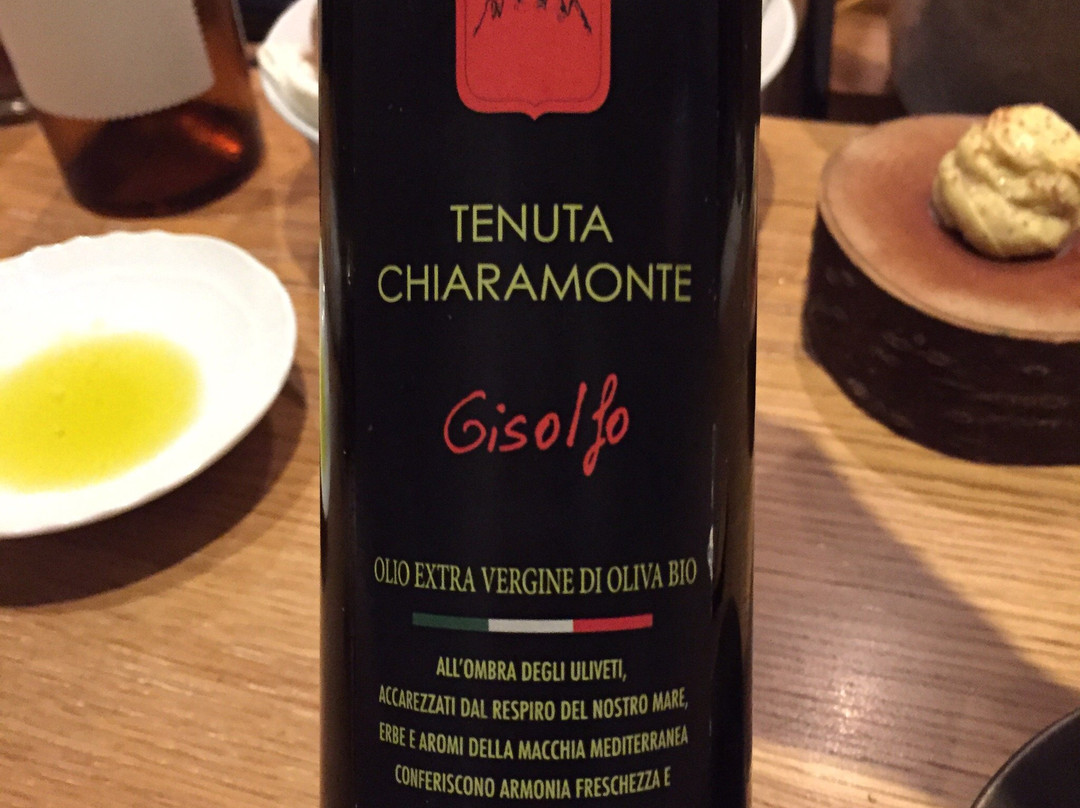 TENUTA
CHIARAMONTE
Gisolfo
OLIO EXTRA VERGINE DI OLIVA BIO
ALL'OMBRA DEGLI ULIVETI,
ACCAREZZATI DAL RESPIRO DEL NOSTRO MARE,
ERBE E AROMI DELLA MACCHIA MEDITERRANEA
CONFERISCONO ARMONIA FRESCHEZZA E